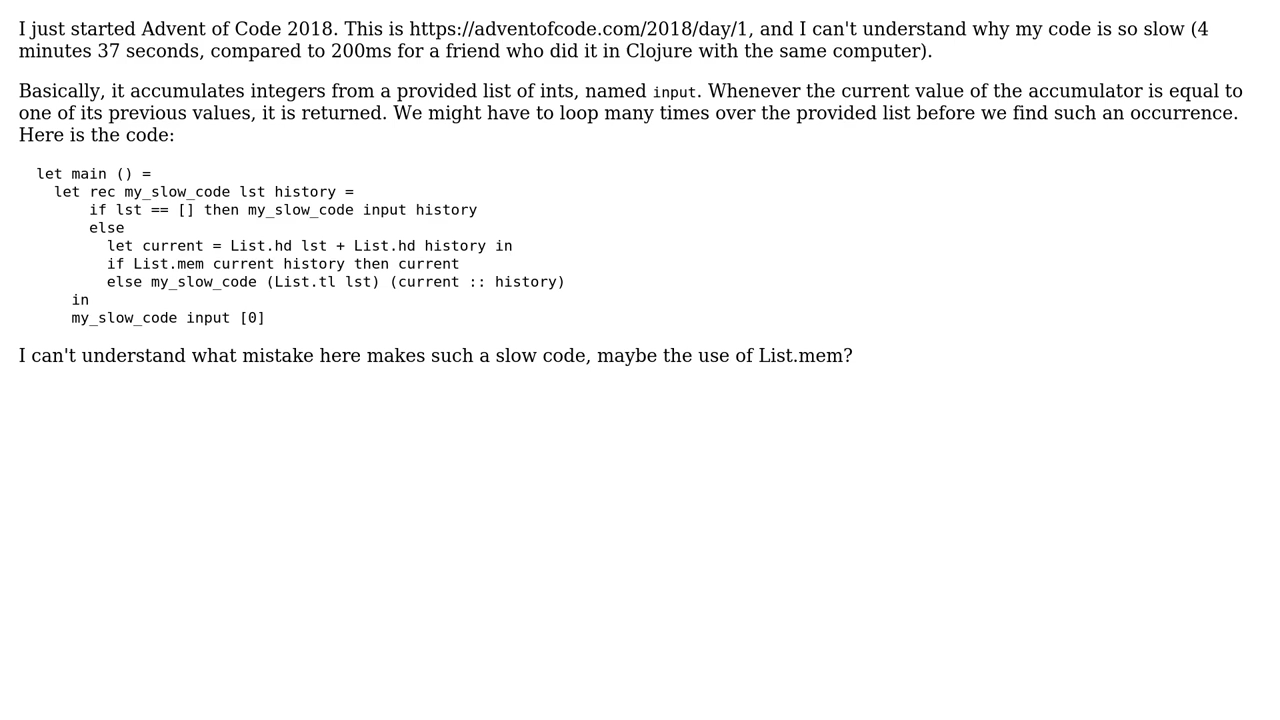 I just started Advent of Code 2018. This is https://adventofcode.com/2018/day/1, and I can't understand why my code is so slow (4
minutes 37 seconds, compared to 200ms for a friend who did it in Clojure with the same computer).
Basically, it accumulates integers from a provided list of ints, named input. Whenever the current value of the accumulator is equal to
one of its previous values, it is returned. We might have to loop many times over the provided list before we find such an occurrence.
Here is the code:
let main () =
  let rec my_slow_code lst history =
      if lst == [] then my_slow_code input history
      else
        let current = List.hd lst + List.hd history in
        if List.mem current history then current
        else my_slow_code (List.tl lst) (current :: history)
    in
    my_slow_code input [0]
I can't understand what mistake here makes such a slow code, maybe the use of List.mem?